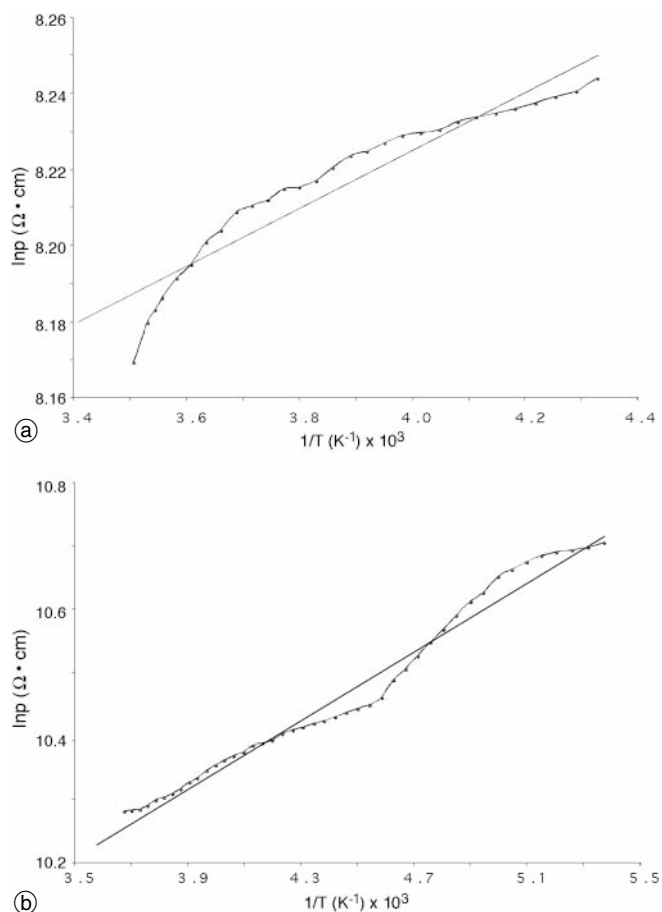 8.26
8.24
8.22
8.20
8.18
8.16
lnp (Ω • cm)
3.4 3.6 3.8 4.0 4.2 4.4
1/T (K⁻¹) x 10³
a
10.8
10.6
10.4
10.2
lnp (Ω • cm)
3.5 3.9 4.3 4.7 5.1 5.5
1/T (K⁻¹) x 10³
b